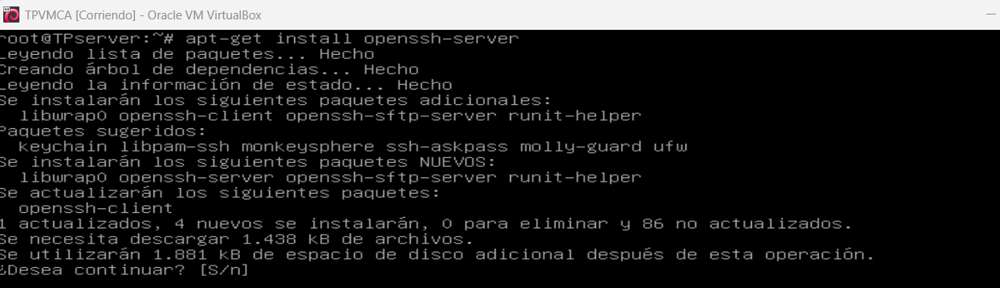 TPVMCA [Corriendo] - Oracle VM VirtualBox
root@TPserver:~# apt-get install openssh-server
Leyendo lista de paquetes... Hecho
Creando árbol de dependencias... Hecho
Leyendo la información de estado... Hecho
Se instalarán los siguientes paquetes adicionales:
libwrap0 openssh-client openssh-sftp-server runit-helper
Paquetes sugeridos:
keychain libpam-ssh monkeysphere ssh-askpass molly-guard ufw
Se instalarán los siguientes paquetes NUEVOS:
libwrap0 openssh-server openssh-sftp-server runit-helper
Se actualizarán los siguientes paquetes:
openssh-client
1 actualizados, 4 nuevos se instalarán, 0 para eliminar y 86 no actualizados.
Se necesita descargar 1.438 kB de archivos.
Se utilizarán 1.881 kB de espacio de disco adicional después de esta operación.
¿Desea continuar? [S/n]